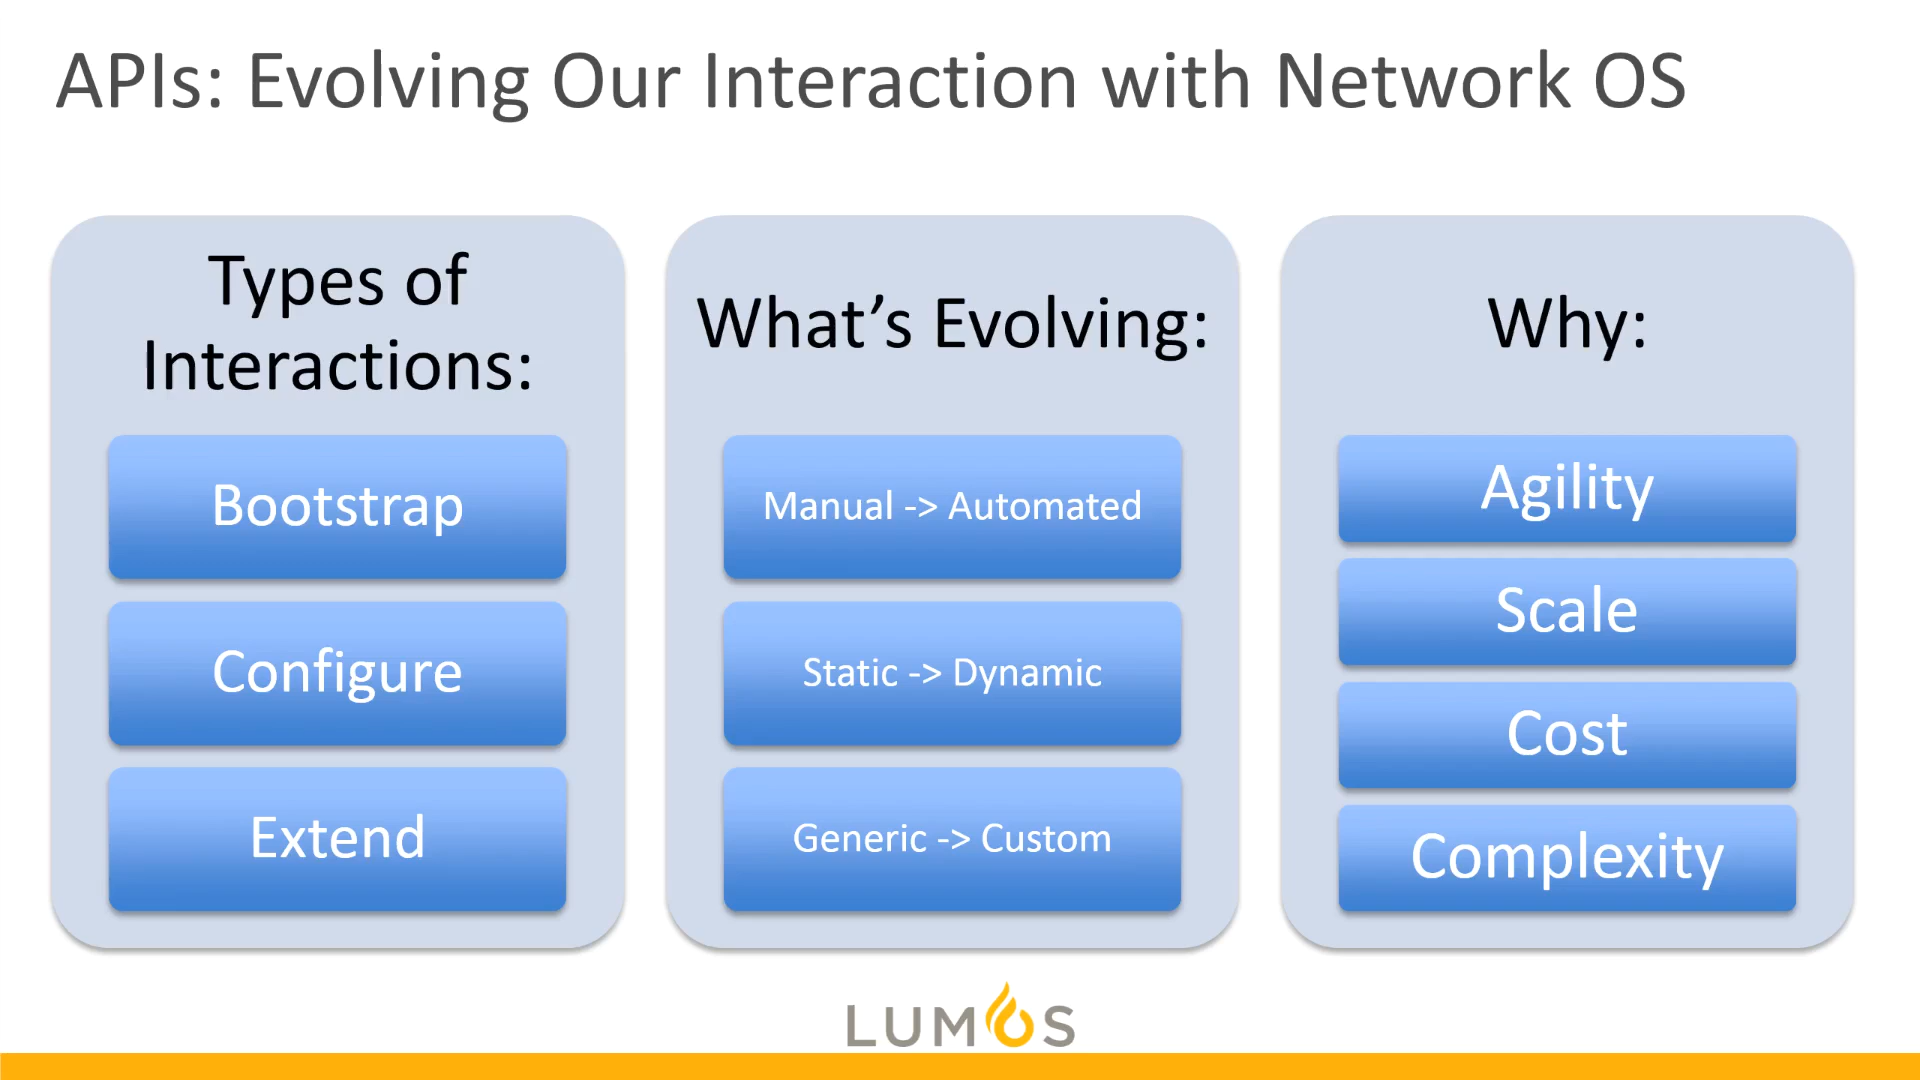 APIs: Evolving Our Interaction with Network OS
Types of
Interactions:
Bootstrap
Configure
Extend
What’s Evolving:
Manual -> Automated
Static -> Dynamic
Generic -> Custom
Why:
Agility
Scale
Cost
Complexity
LUMOS